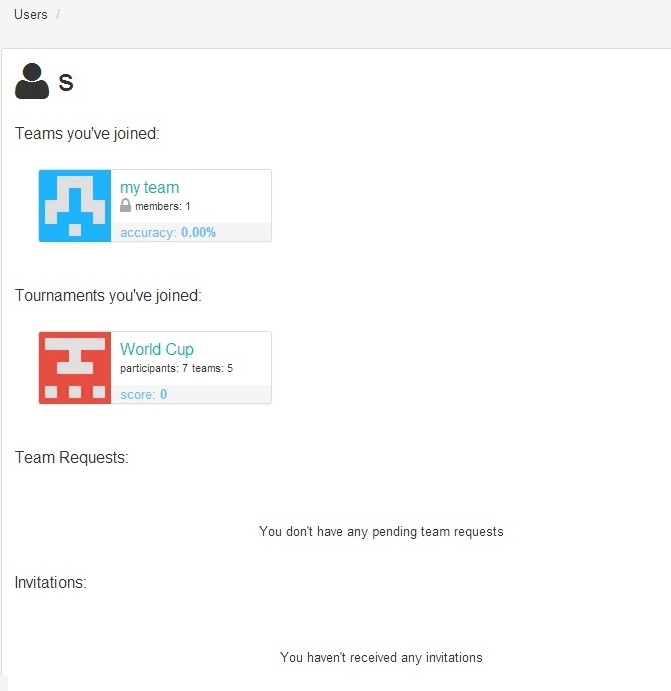 Users /
S
Teams you've joined:
my team
members: 1
accuracy: 0.00%
Tournaments you've joined:
World Cup
participants: 7 teams: 5
score: 0
Team Requests:
You don't have any pending team requests
Invitations:
You haven't received any invitations